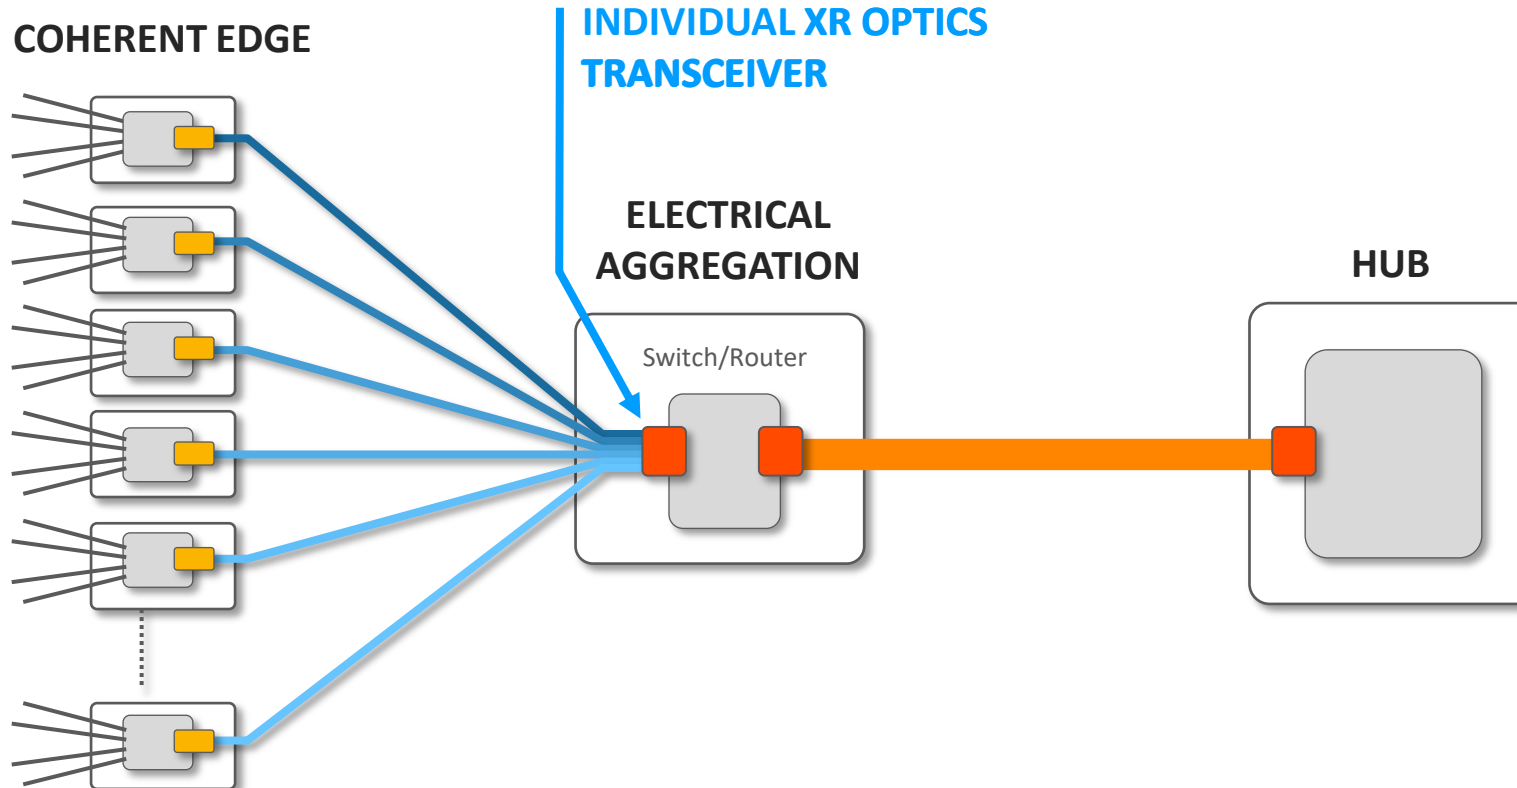 COHERENT EDGE
INDIVIDUAL XR OPTICS
TRANSCEIVER
ELECTRICAL
AGGREGATION
Switch/Router
HUB